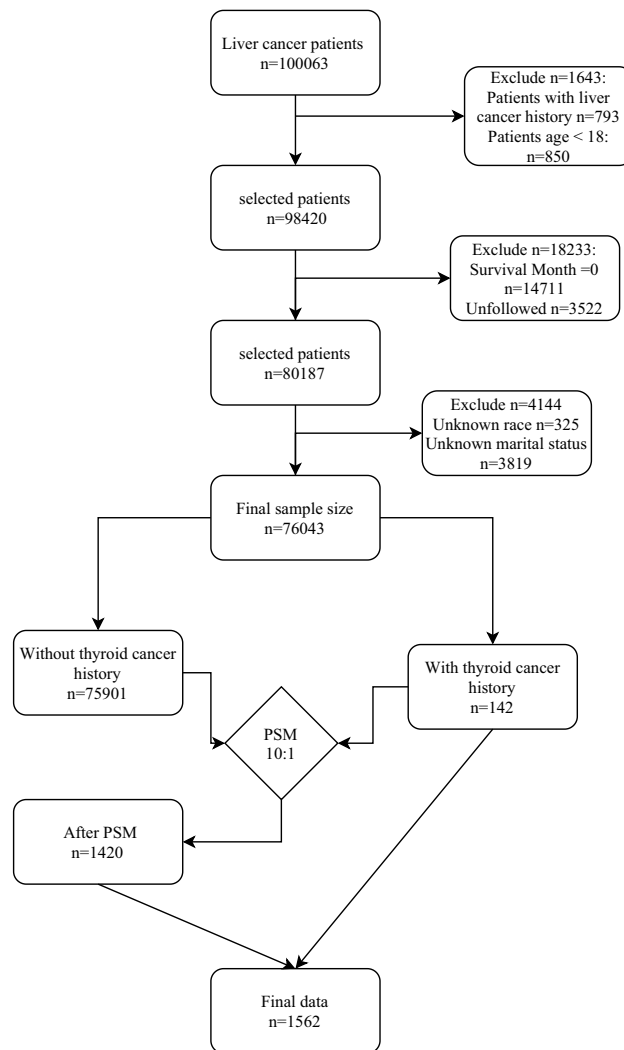 Liver cancer patients
n=100063
Exclude n=1643:
Patients with liver
cancer history n=793
Patients age < 18:
n=850
selected patients
n=98420
Exclude n=18233:
Survival Month =0
n=14711
Unfollowed n=3522
selected patients
n=80187
Exclude n=4144
Unknown race n=325
Unknown marital status
n=3819
Final sample size
n=76043
Without thyroid cancer
history
n=75901
With thyroid cancer
history
n=142
PSM
10:1
After PSM
n=1420
Final data
n=1562